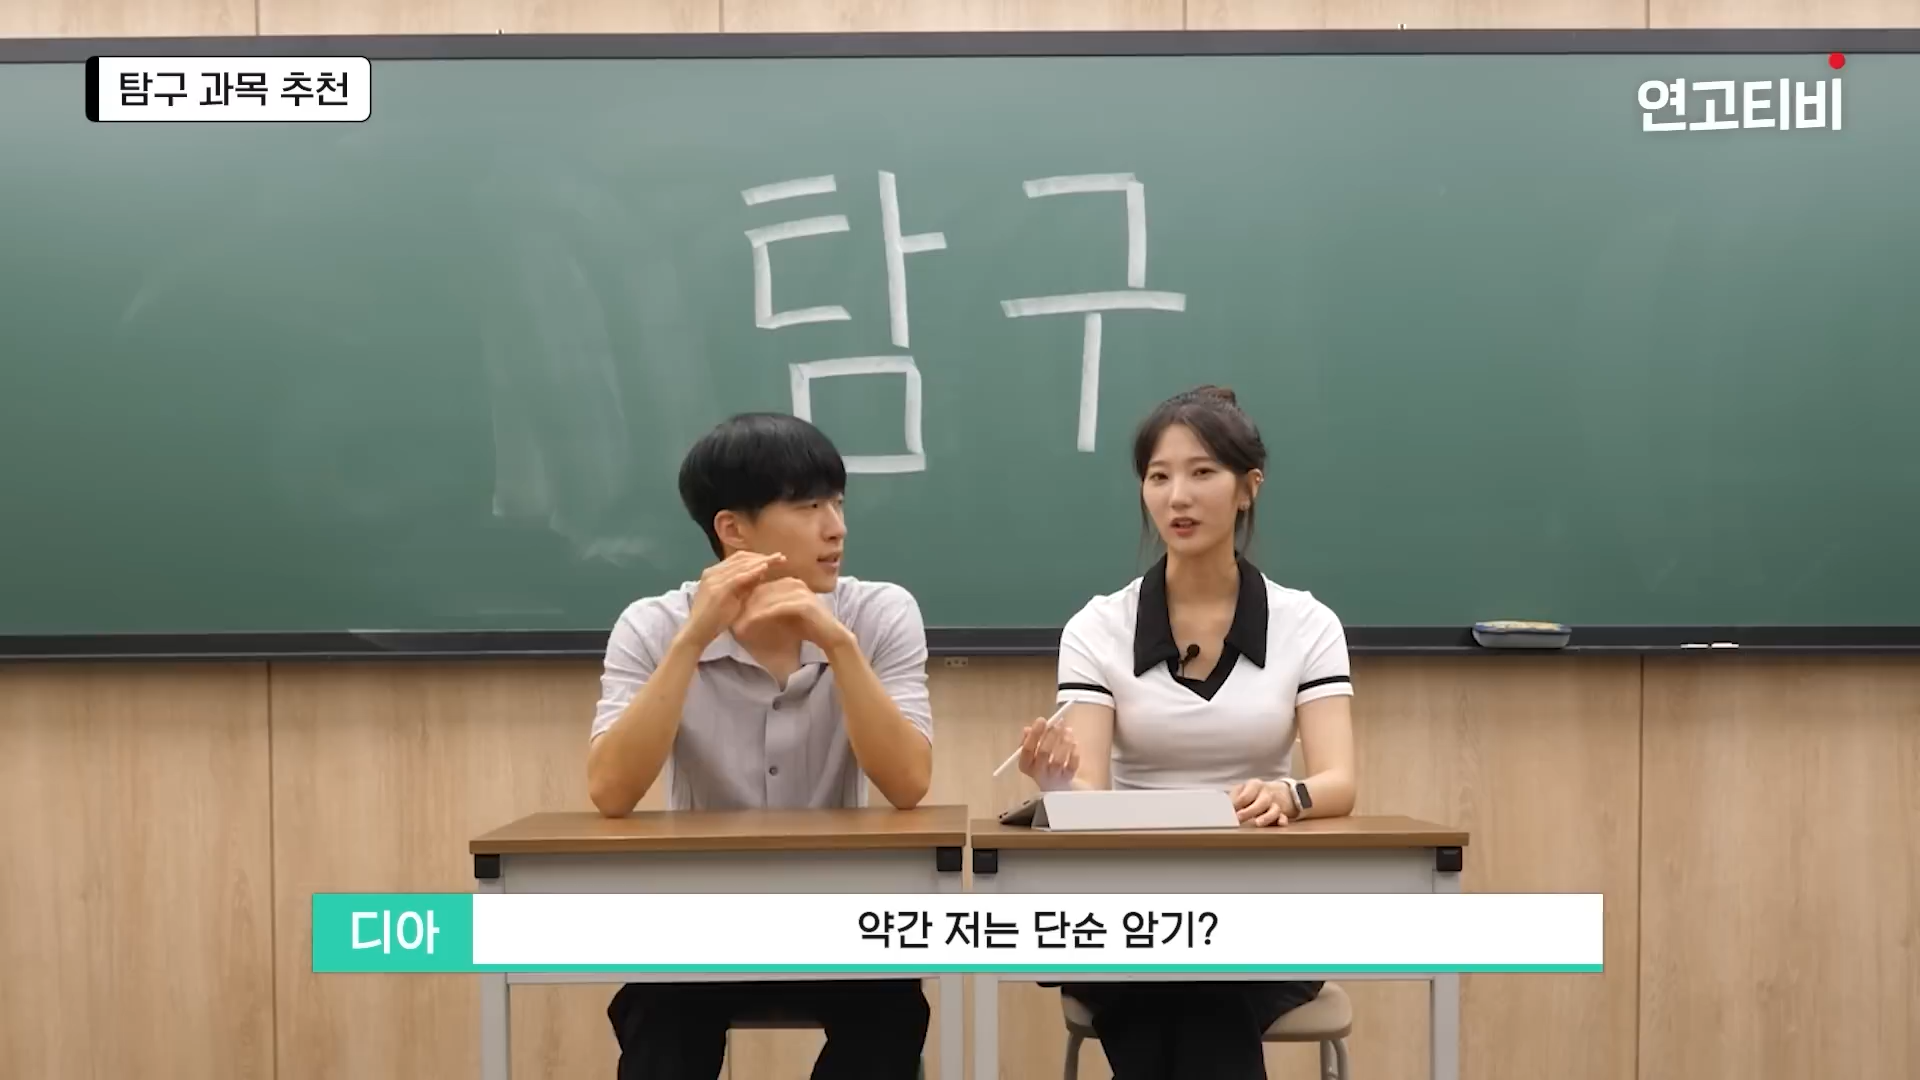 탐구 과목 추천
연고티비
탐구
디아
약간 저는 단순 암기?